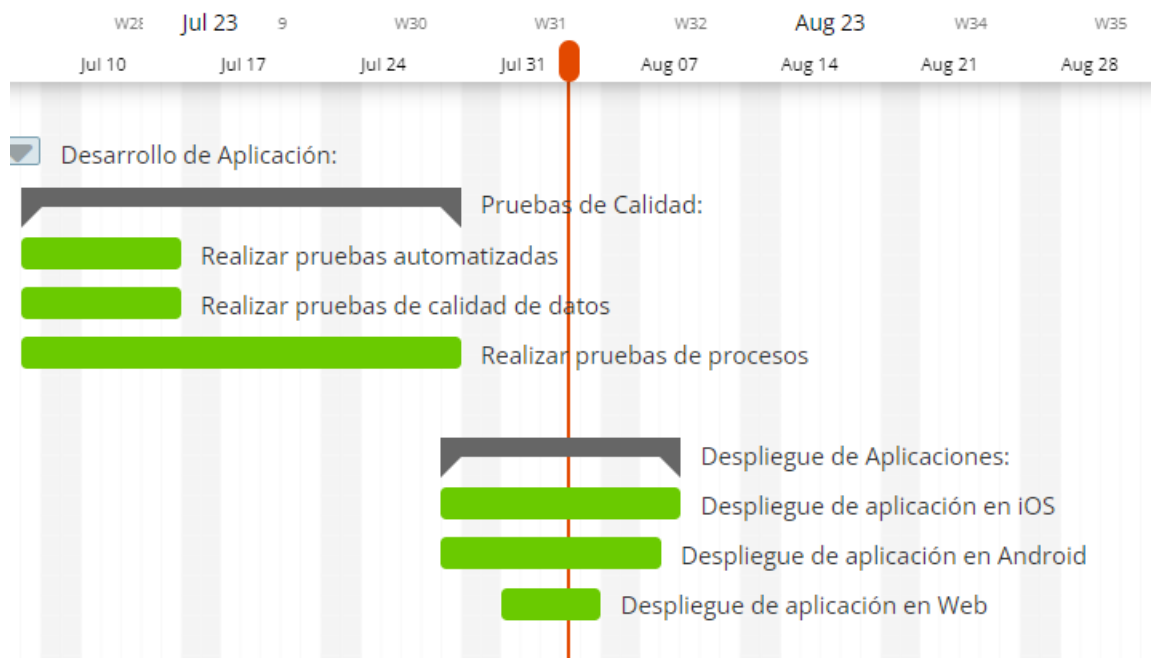 W28 Jul 23 9 W30 W31 W32 Aug 23 W34 W35
Jul 10 Jul 17 Jul 24 Jul 31 Aug 07 Aug 14 Aug 21 Aug 28
Desarrollo de Aplicación:
Pruebas de Calidad:
Realizar pruebas automatizadas
Realizar pruebas de calidad de datos
Realizar pruebas de procesos
Despliegue de Aplicaciones:
Despliegue de aplicación en iOS
Despliegue de aplicación en Android
Despliegue de aplicación en Web